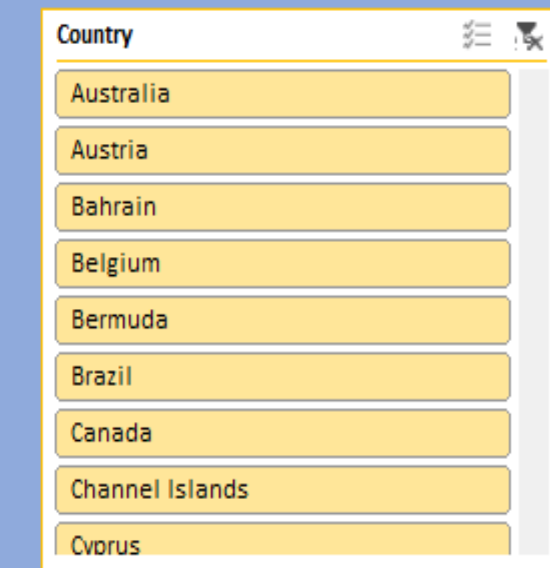 Country
Australia
Austria
Bahrain
Belgium
Bermuda
Brazil
Canada
Channel Islands
Cyprus